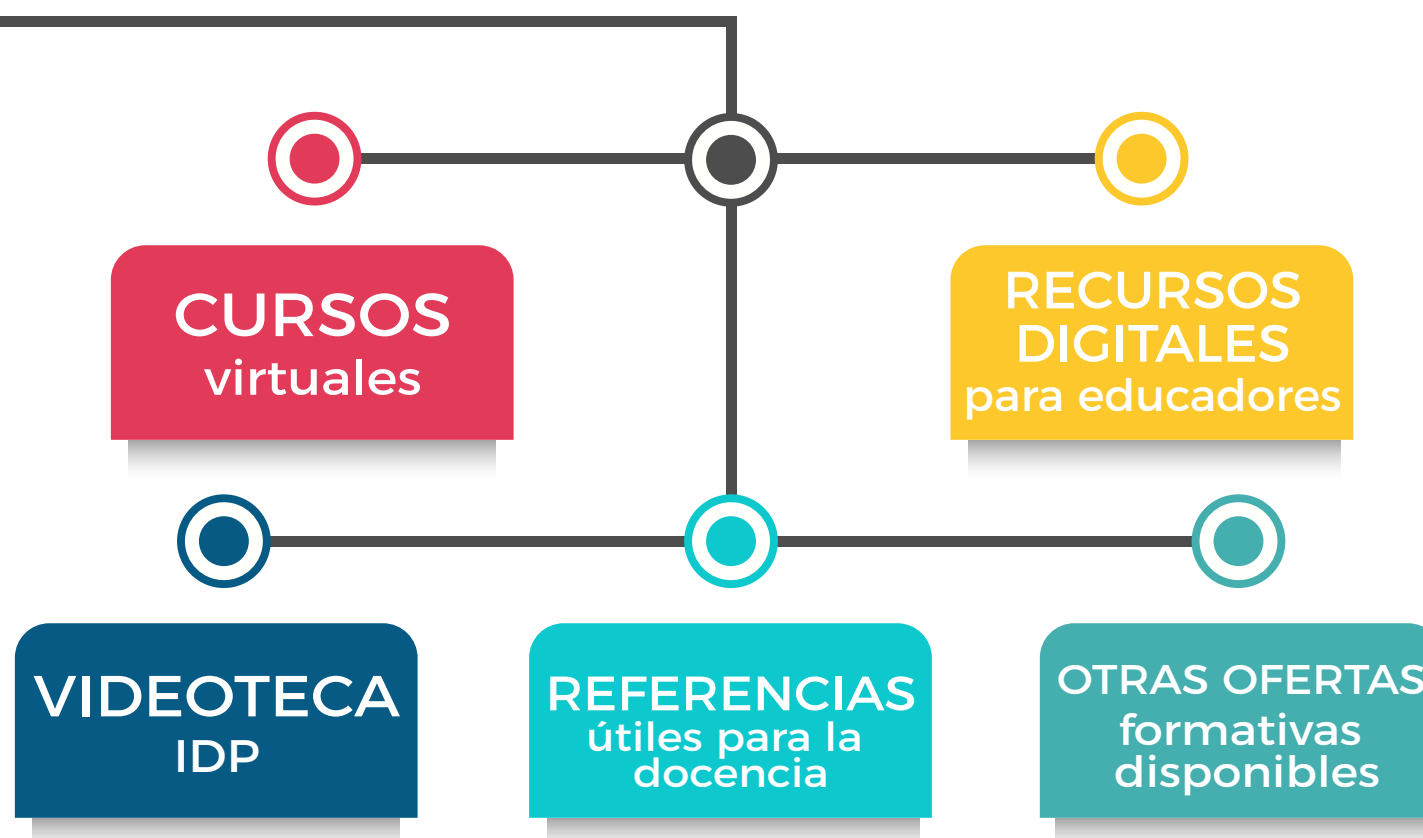 CURSOS
virtuales
RECURSOS
DIGITALES
para educadores
VIDEOTECA
IDP
REFERENCIAS
útiles para la
docencia
OTRAS OFERTAS
formativas
disponibles